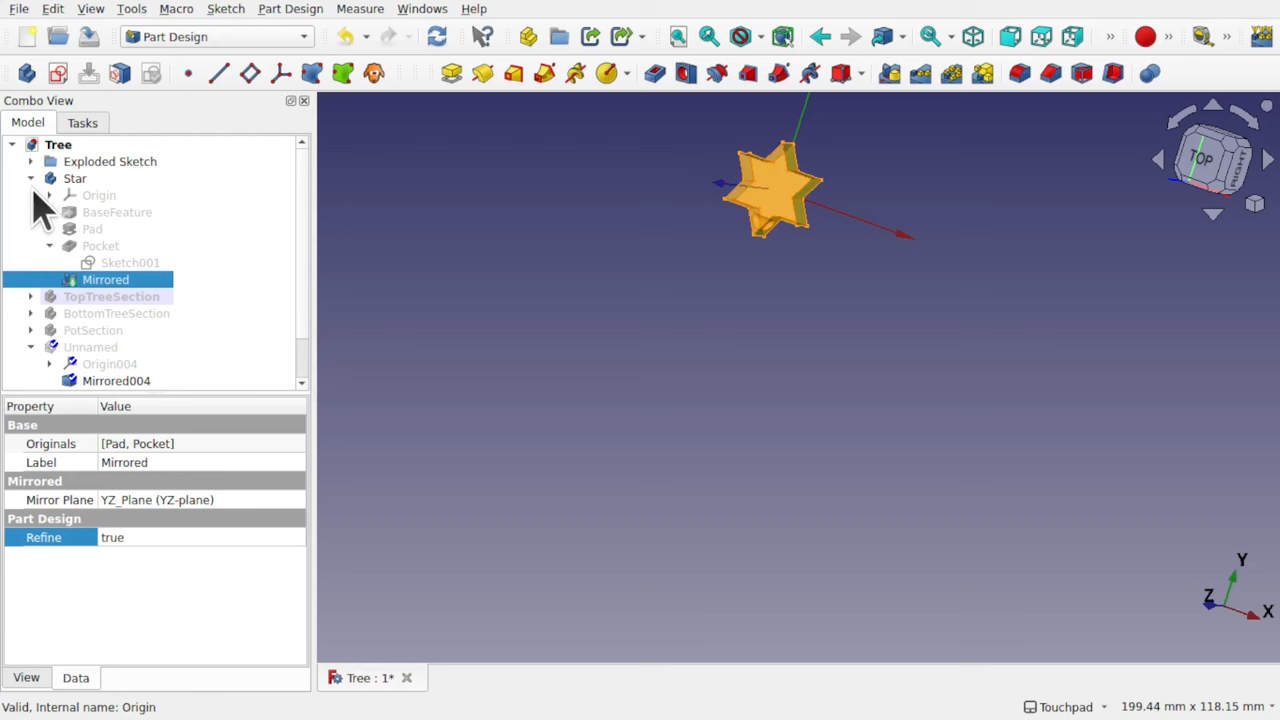 File Edit View Tools Macro Sketch Part Design Measure Windows Help
Part Design
Combo View
Model Tasks
Tree
Exploded Sketch
Star
Origin
BaseFeature
Pad
Pocket
Sketch001
Mirrored
TopTreeSection
BottomTreeSection
PotSection
Unnamed
Origin004
Mirrored004
Property Value
Base
Originals [Pad, Pocket]
Label Mirrored
Mirrored
Mirror Plane YZ_Plane (YZ-plane)
Part Design
Refine true
View Data
TOP
RIGHT
Y
Z
X
Tree : 1*
Valid, Internal name: Origin
Touchpad
199.44 mm x 118.15 mm